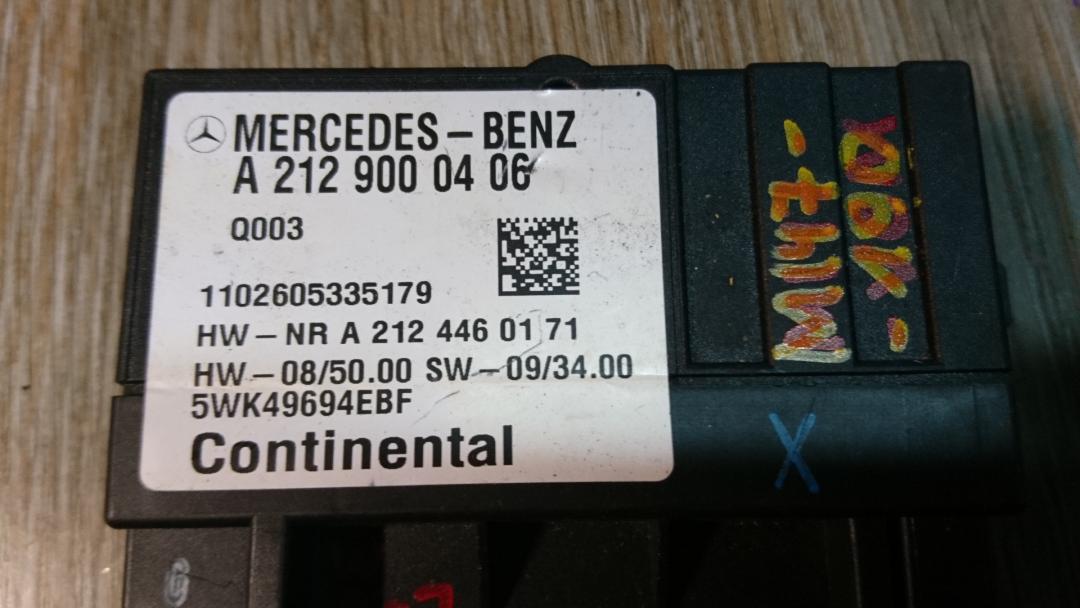 MERCEDES – BENZ
A 212 900 04 06
Q003
1102605335179
HW – NR A 212 446 01 71
HW – 08/50.00 SW – 09/34.00
5WK49694EBF
Continental
X